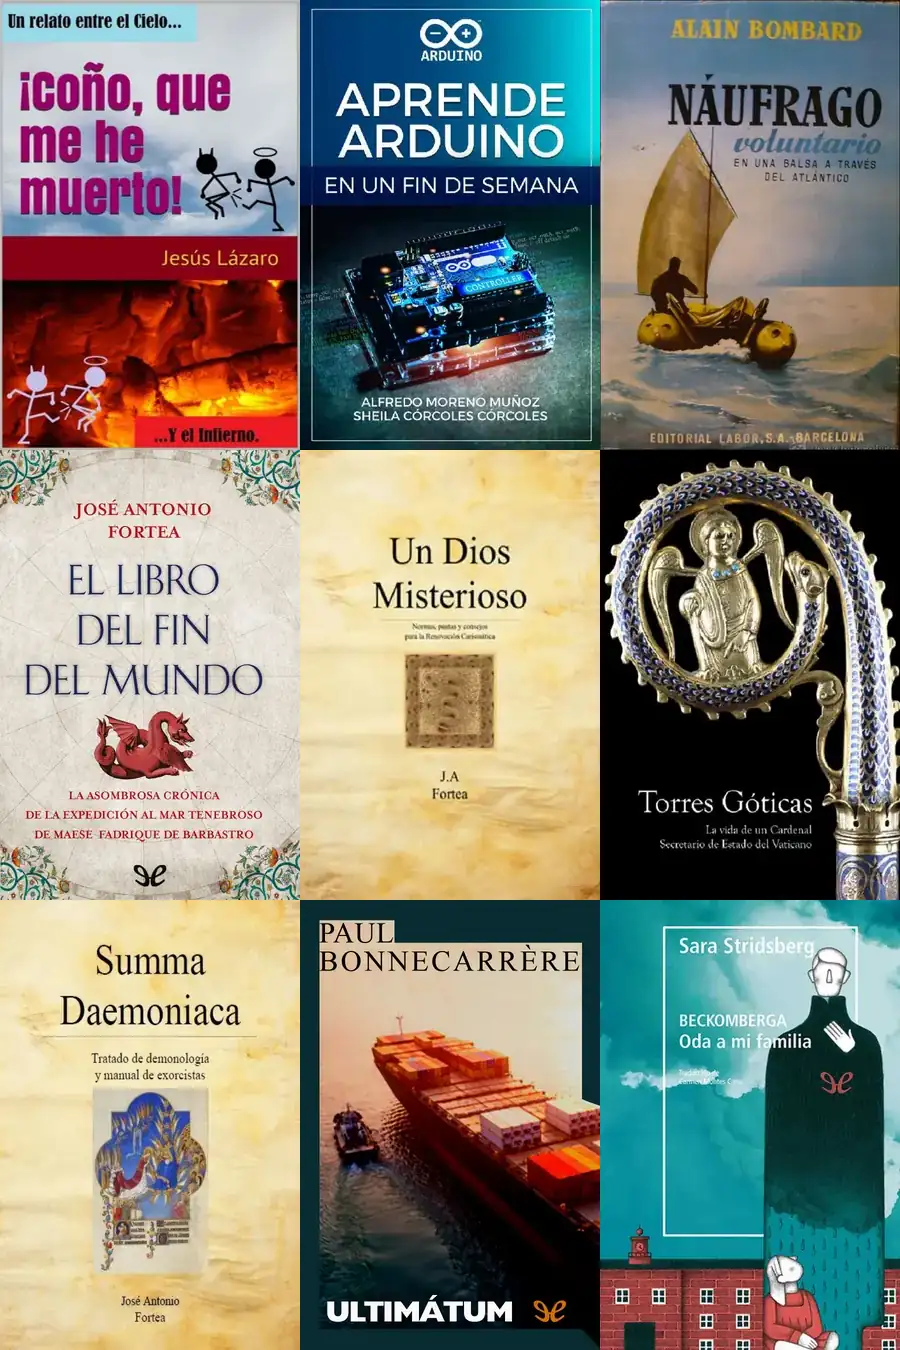 Un relato entre el Cielo...
¡Coño, que
me he
muerto!
Jesús Lázaro
...Y el Infierno.
ARDUINO
APRENDE
ARDUINO
EN UN FIN DE SEMANA
CONTROLLER
ALFREDO MORENO MUÑOZ
SHEILA CÓRCOLES CÓRCOLES
ALAIN BOMBARD
NÁUFRAGO
voluntario
EN UNA BALSA A TRAVÉS
DEL ATLÁNTICO
EDITORIAL LABOR, S.A. - BARCELONA
JOSÉ ANTONIO
FORTEA
EL LIBRO
DEL FIN
DEL MUNDO
LA ASOMBROSA CRÓNICA
DE LA EXPEDICIÓN AL MAR TENEBROSO
DE MAESE FADRIQUE DE BARBASTRO
Un Dios
Misterioso
Normas, pautas y consejos
para la Renovación Carismática
J.A
Fortea
Torres Góticas
La vida de un Cardenal
Secretario de Estado del Vaticano
Summa
Daemoniaca
Tratado de demonología
y manual de exorcistas
José Antonio
Fortea
PAUL
BONNECARRÈRE
ULTIMÁTUM
Sara Stridsberg
BECKOMBERGA
Oda a mi familia